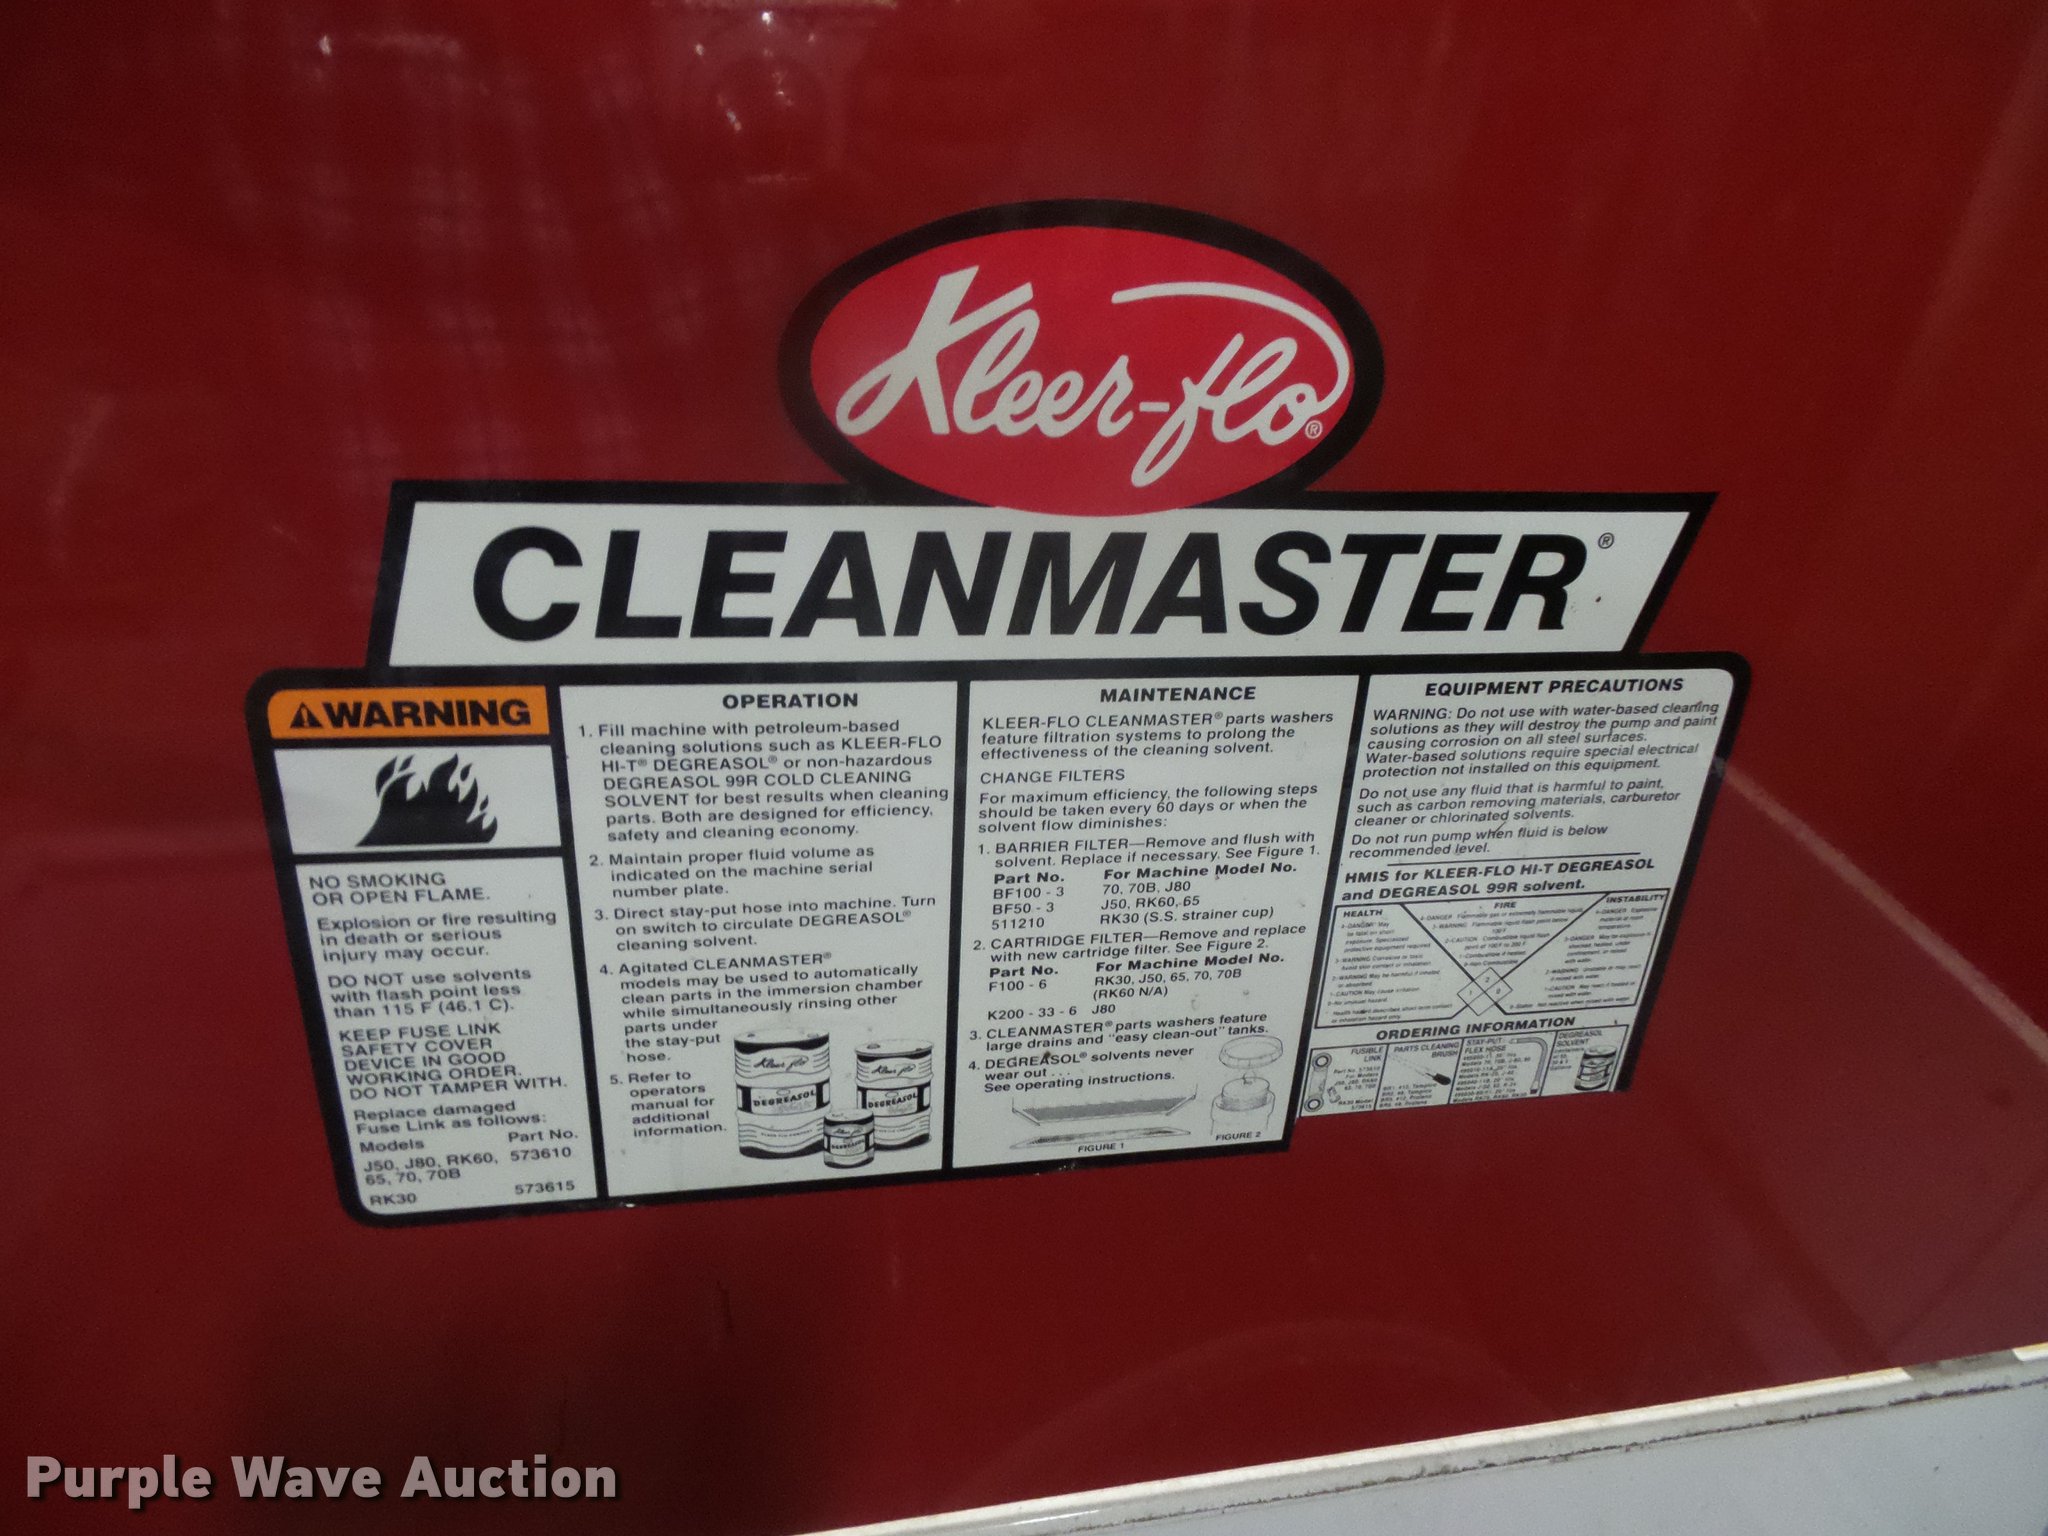 Kleer-flo®
CLEANMASTER®
WARNING
NO SMOKING
OR OPEN FLAME.
Explosion or fire resulting
in death or serious
injury may occur.
DO NOT use solvents
with flash point less
than 115 F (46.1 C).
KEEP FUSE LINK
SAFETY COVER
DEVICE IN GOOD
WORKING ORDER.
DO NOT TAMPER WITH.
Replace damaged
Fuse Link as follows:
Models Part No.
J50, J80, RK60, 573610
65, 70, 70B
RK30 573615
OPERATION
1. Fill machine with petroleum-based
cleaning solutions such as KLEER-FLO
HI-T® DEGREASOL® or non-hazardous
DEGREASOL 99R COLD CLEANING
SOLVENT for best results when cleaning
parts. Both are designed for efficiency,
safety and cleaning economy.
2. Maintain proper fluid volume as
indicated on the machine serial
number plate.
3. Direct stay-put hose into machine. Turn
on switch to circulate DEGREASOL®
cleaning solvent.
4. Agitated CLEANMASTER®
models may be used to automatically
clean parts in the immersion chamber
while simultaneously rinsing other
parts under
the stay-put
hose.
5. Refer to
operators
manual for
additional
information.
Kleer-flo
DEGREASOL
Kleer-flo
DEGREASOL
MAINTENANCE
KLEER-FLO CLEANMASTER® parts washers
feature filtration systems to prolong the
effectiveness of the cleaning solvent.
CHANGE FILTERS
For maximum efficiency, the following steps
should be taken every 60 days or when the
solvent flow diminishes:
1. BARRIER FILTER—Remove and flush with
solvent. Replace if necessary. See Figure 1.
Part No. For Machine Model No.
BF100 - 3 70, 70B, J80
BF50 - 3 J50, RK60, 65
511210 RK30 (S.S. strainer cup)
2. CARTRIDGE FILTER—Remove and replace
with new cartridge filter. See Figure 2.
Part No. For Machine Model No.
F100 - 6 RK30, J50, 65, 70, 70B
(RK60 N/A)
K200 - 33 - 6 J80
3. CLEANMASTER® parts washers feature
large drains and "easy clean-out" tanks.
4. DEGREASOL® solvents never
wear out . . .
See operating instructions.
FIGURE 1
FIGURE 2
EQUIPMENT PRECAUTIONS
WARNING: Do not use with water-based cleaning
solutions as they will destroy the pump and paint
causing corrosion on all steel surfaces.
Water-based solutions require special electrical
protection not installed on this equipment.
Do not use any fluid that is harmful to paint,
such as carbon removing materials, carburetor
cleaner or chlorinated solvents.
Do not run pump when fluid is below
recommended level.
HMIS for KLEER-FLO HI-T DEGREASOL
and DEGREASOL 99R solvent.
HEALTH
FIRE
INSTABILITY
ORDERING INFORMATION
FUSIBLE
LINK
PARTS CLEANING
BRUSH
STAY-PUT
FLEX HOSE
DEGREASOL
SOLVENT
Purple Wave Auction